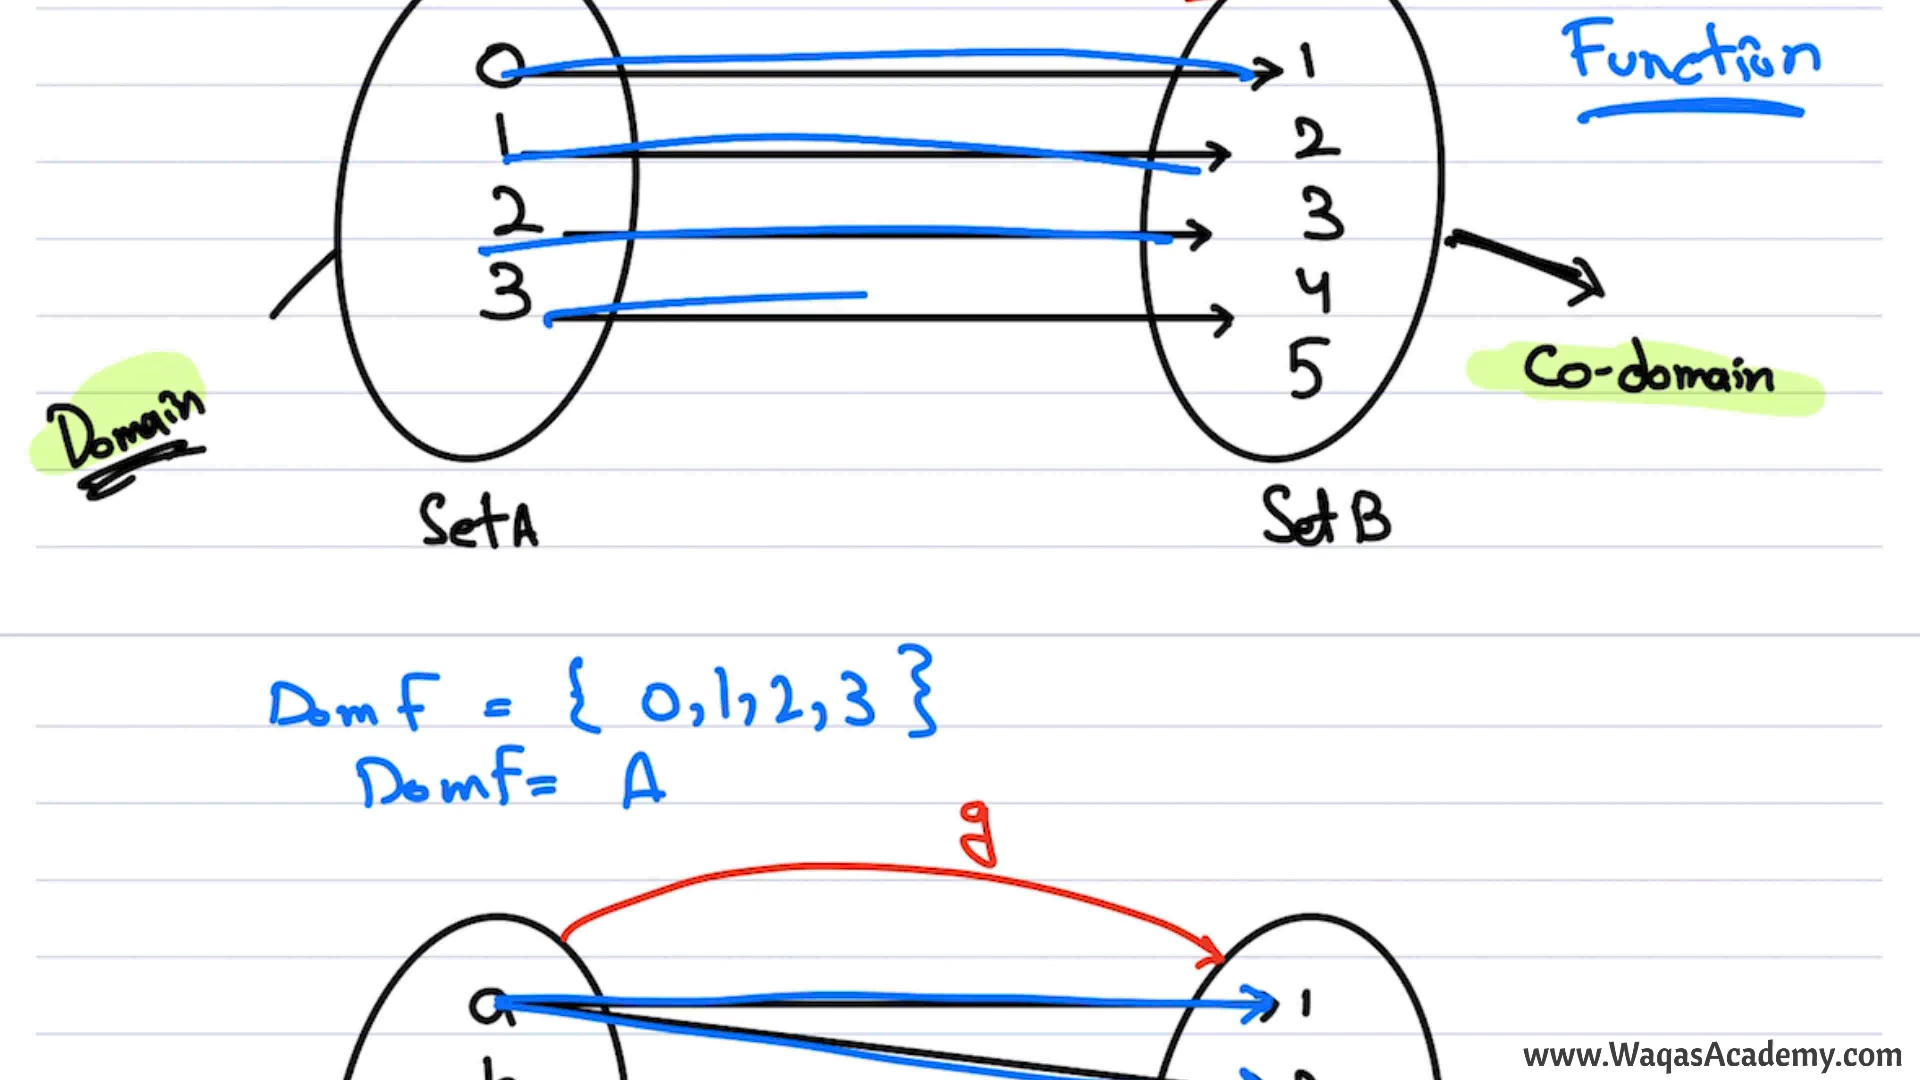 Function
0 1
1 2
2 3
3 4
5
Domain
Co-domain
Set A
Set B
Dom F = { 0,1,2,3 }
Dom F = A
g
a 1
www.WaqasAcademy.com